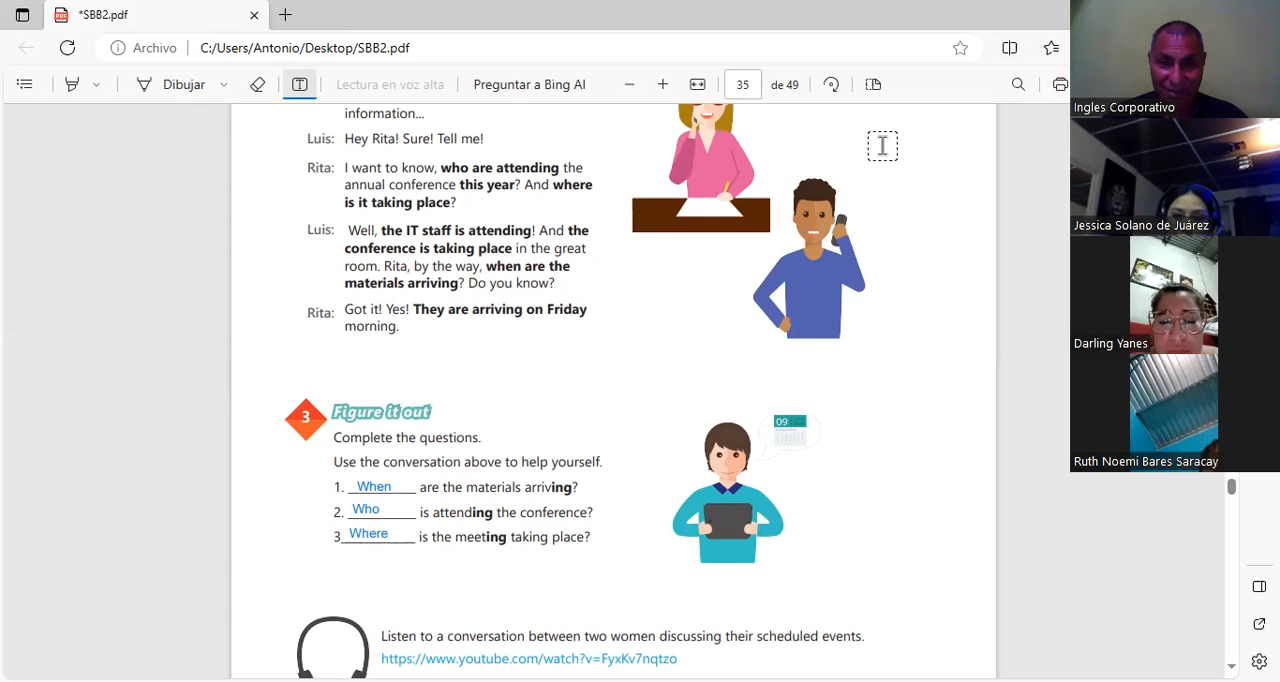 *SBB2.pdf
Archivo
C:/Users/Antonio/Desktop/SBB2.pdf
Dibujar
Lectura en voz alta
Preguntar a Bing AI
35
de 49
information...
Luis: Hey Rita! Sure! Tell me!
Rita: I want to know, who are attending the
annual conference this year? And where
is it taking place?
Luis: Well, the IT staff is attending! And the
conference is taking place in the great
room. Rita, by the way, when are the
materials arriving? Do you know?
Rita: Got it! Yes! They are arriving on Friday
morning.
3 Figure it out
Complete the questions.
Use the conversation above to help yourself.
1. When are the materials arriving?
2. Who is attending the conference?
3 Where is the meeting taking place?
09
Listen to a conversation between two women discussing their scheduled events.
https://www.youtube.com/watch?v=FyxKv7nqtzo
Ingles Corporativo
Jessica Solano de Juárez
Darling Yanes
Ruth Noemi Bares Saracay